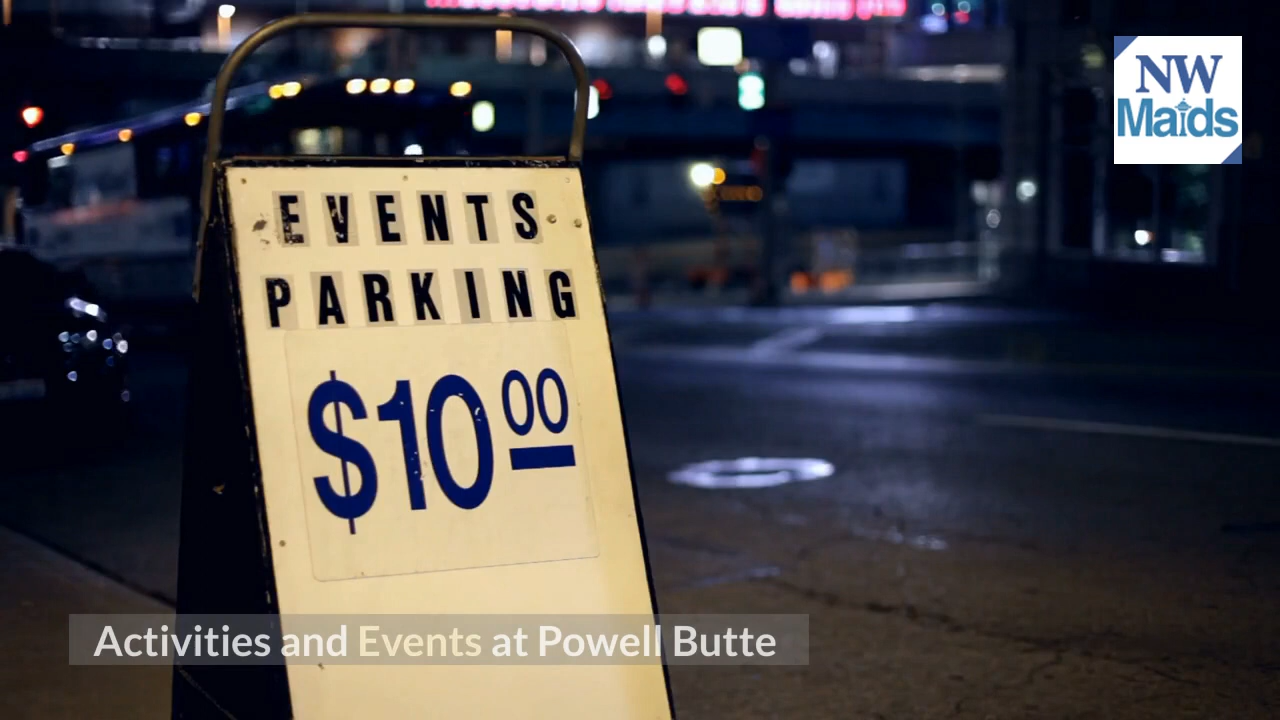 NW
Maids
EVENTS
PARKING
$10 00
Activities and Events at Powell Butte